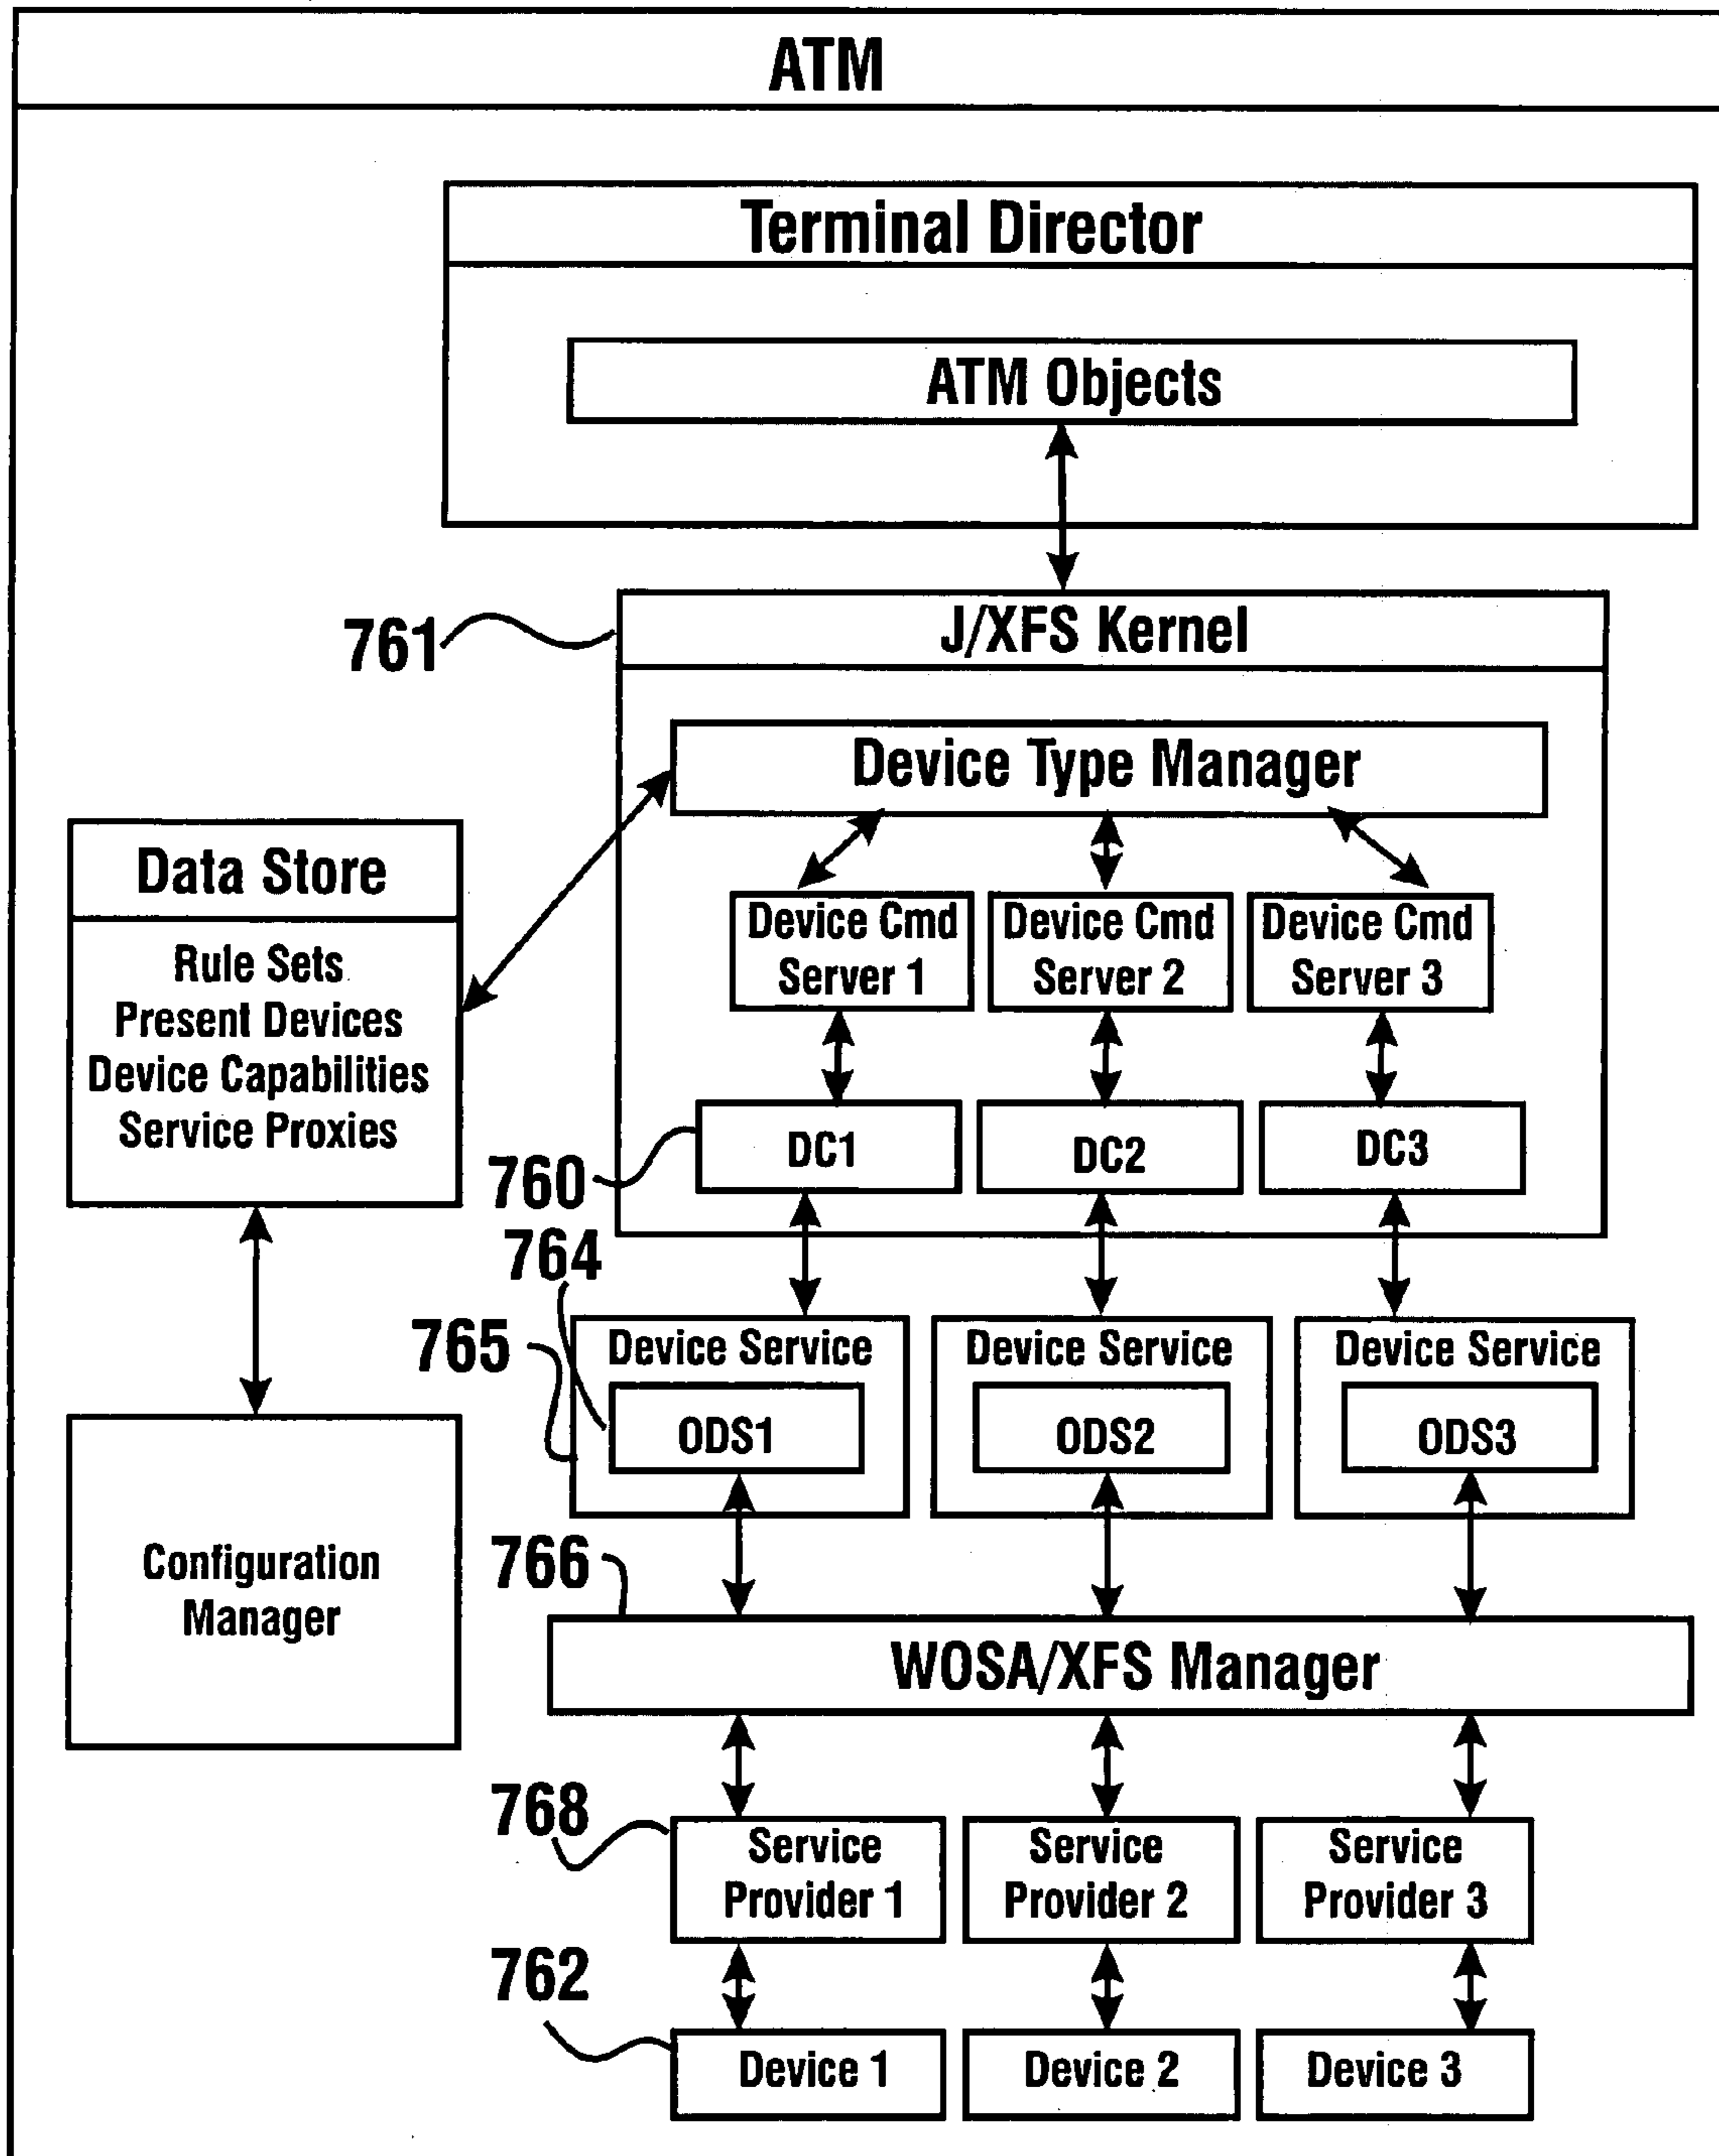 ATM
Terminal Director
ATM Objects
761
J/XFS Kernel
Device Type Manager
Data Store
Rule Sets
Present Devices
Device Capabilities
Service Proxies
Device Cmd
Server 1
Device Cmd
Server 2
Device Cmd
Server 3
760
DC1
DC2
DC3
764
765
Device Service
ODS1
Device Service
ODS2
Device Service
ODS3
Configuration
Manager
766
WOSA/XFS Manager
768
Service
Provider 1
Service
Provider 2
Service
Provider 3
762
Device 1
Device 2
Device 3